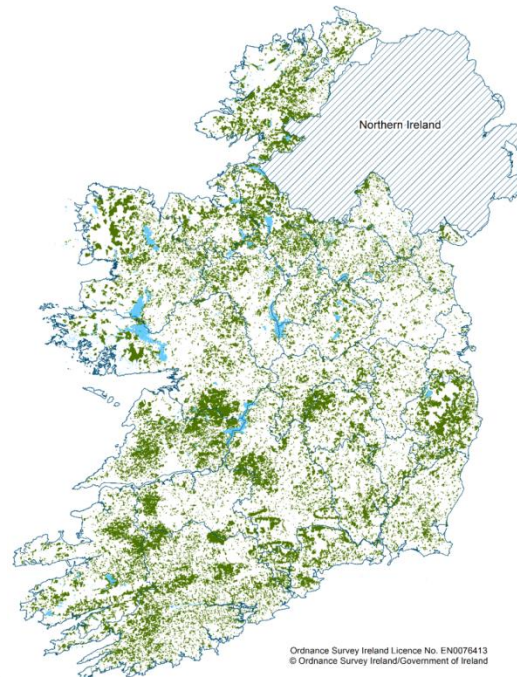 Northern Ireland
Ordnance Survey Ireland Licence No. EN0076413
© Ordnance Survey Ireland/Government of Ireland